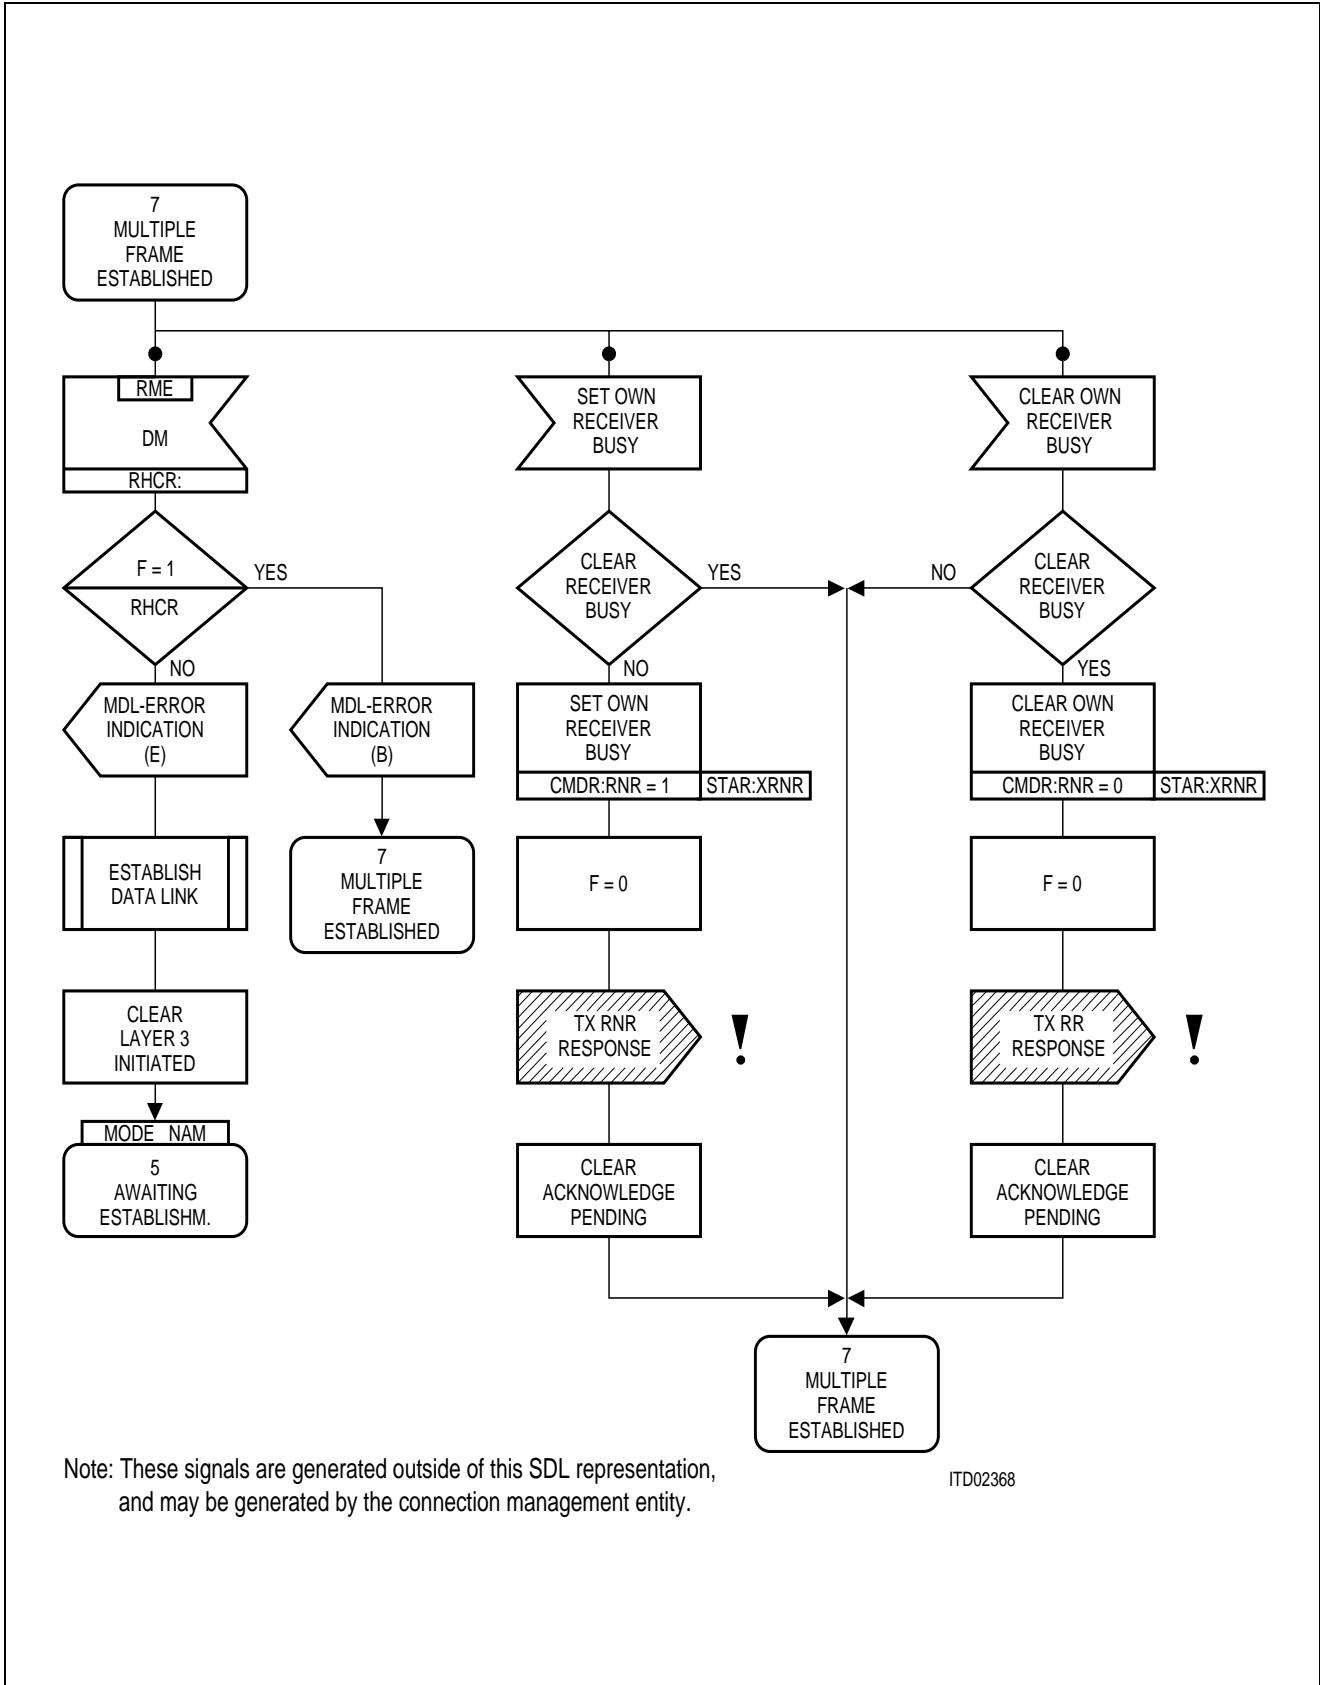 7
MULTIPLE
FRAME
ESTABLISHED
RME
DM
RHCR:
SET OWN
RECEIVER
BUSY
CLEAR OWN
RECEIVER
BUSY
F = 1
RHCR
YES
NO
CLEAR
RECEIVER
BUSY
YES
NO
CLEAR
RECEIVER
BUSY
NO
YES
MDL-ERROR
INDICATION
(E)
MDL-ERROR
INDICATION
(B)
SET OWN
RECEIVER
BUSY
CMDR:RNR = 1
STAR:XRNR
CLEAR OWN
RECEIVER
BUSY
CMDR:RNR = 0
STAR:XRNR
ESTABLISH
DATA LINK
7
MULTIPLE
FRAME
ESTABLISHED
F = 0
F = 0
CLEAR
LAYER 3
INITIATED
TX RNR
RESPONSE
!
TX RR
RESPONSE
!
MODE NAM
5
AWAITING
ESTABLISHM.
CLEAR
ACKNOWLEDGE
PENDING
CLEAR
ACKNOWLEDGE
PENDING
7
MULTIPLE
FRAME
ESTABLISHED
Note: These signals are generated outside of this SDL representation,
and may be generated by the connection management entity.
ITD02368